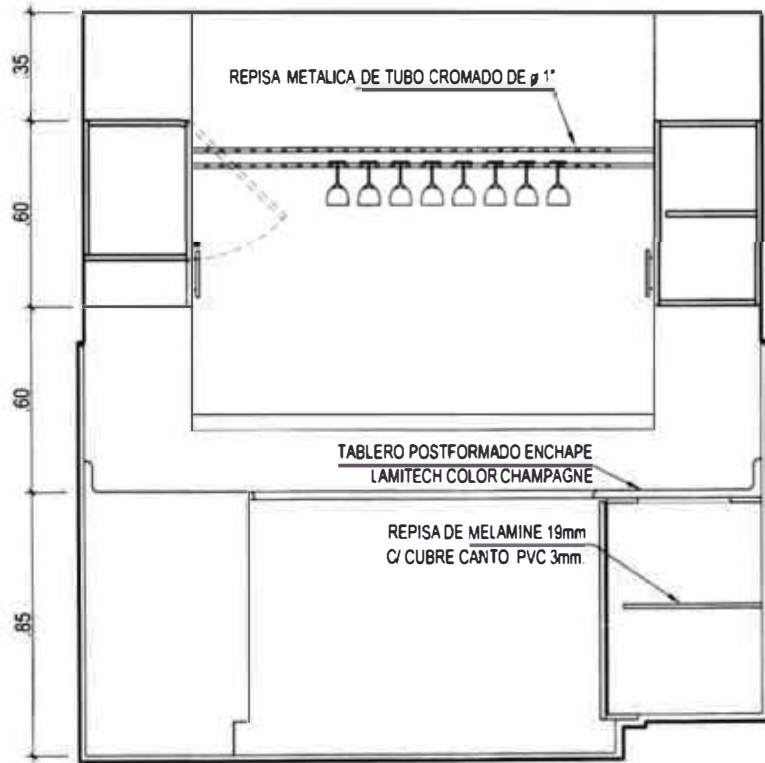 .35
REPISA METALICA DE TUBO CROMADO DE ø 1"
.60
.60
TABLERO POSTFORMADO ENCHAPE
LAMITECH COLOR CHAMPAGNE
REPISA DE MELAMINE 19mm
C/ CUBRE CANTO PVC 3mm.
.85